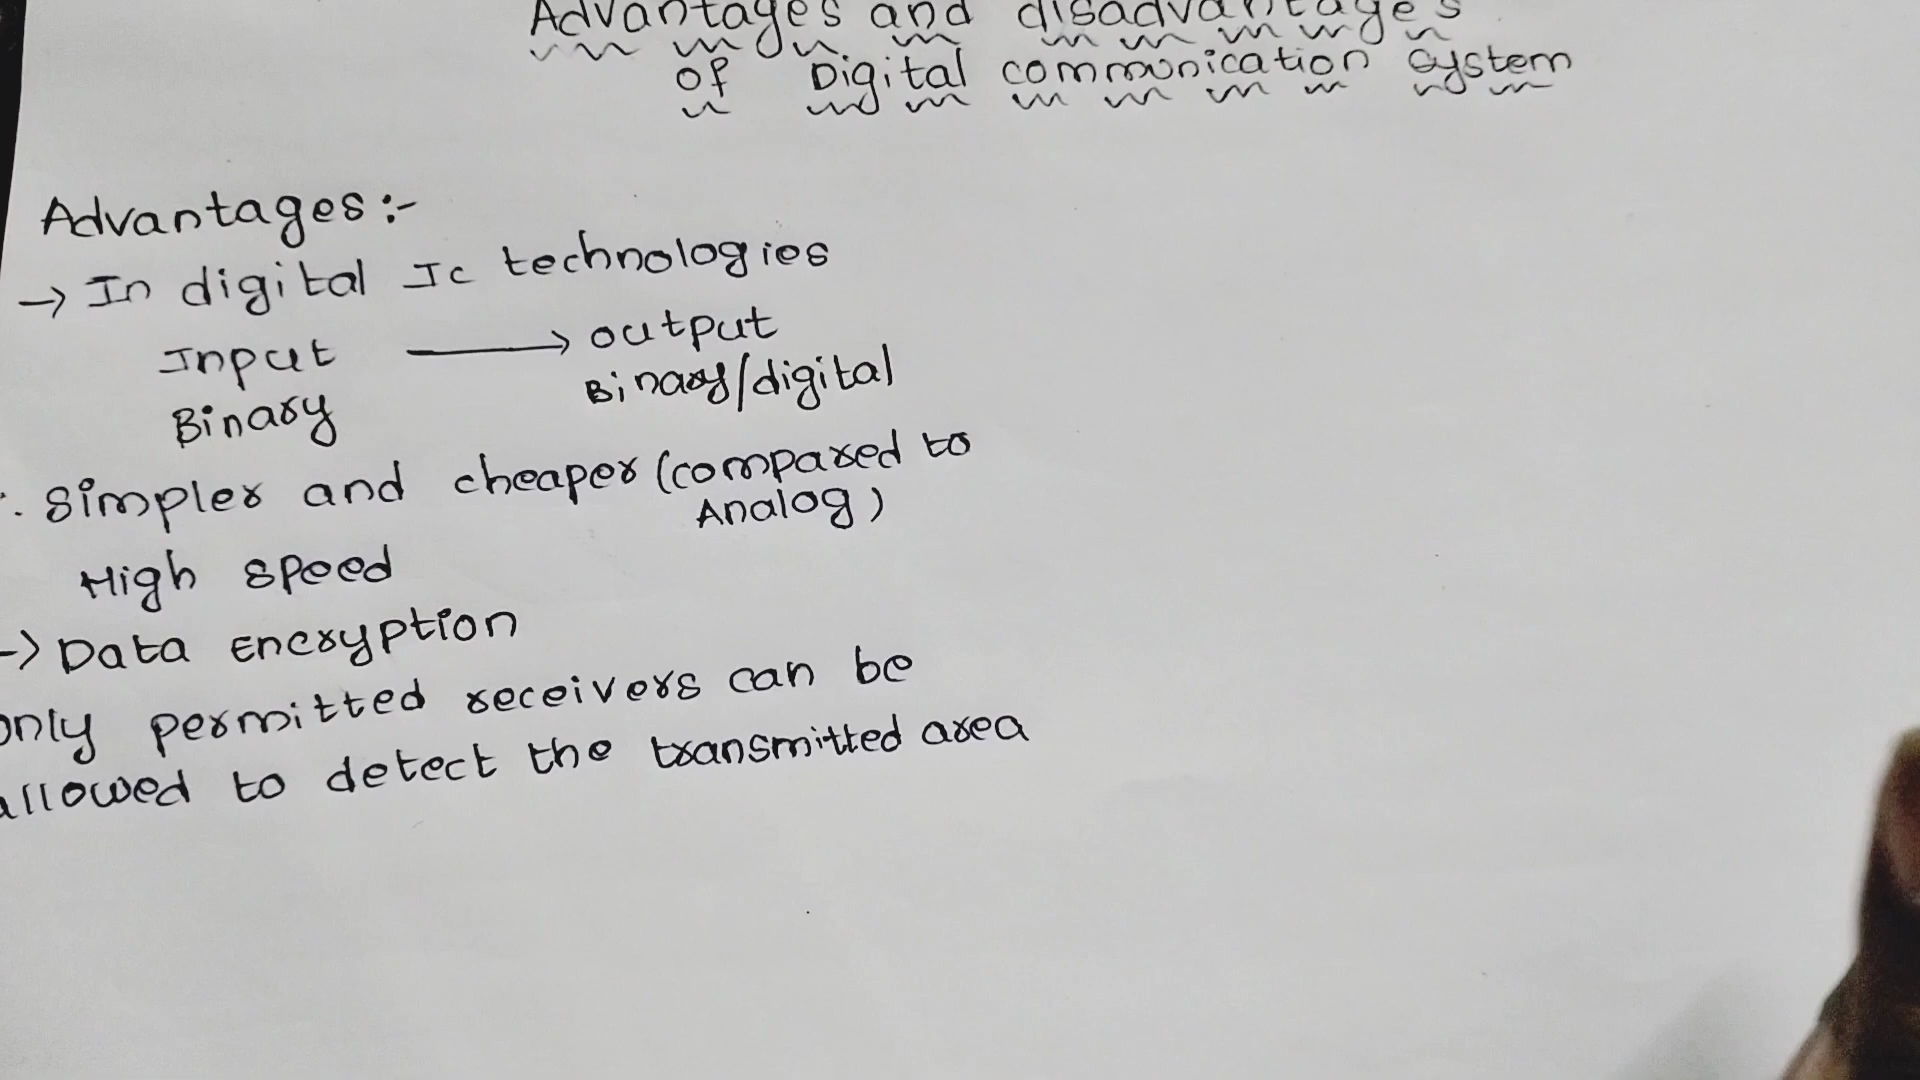 Advantages and disadvantages
of Digital communication system
Advantages:-
→ In digital Ic technologies
Input ⟶ output
Binary Binary/digital
∴ simpler and cheaper (compared to
Analog)
High speed
→ Data Encryption
only permitted receivers can be
allowed to detect the transmitted area